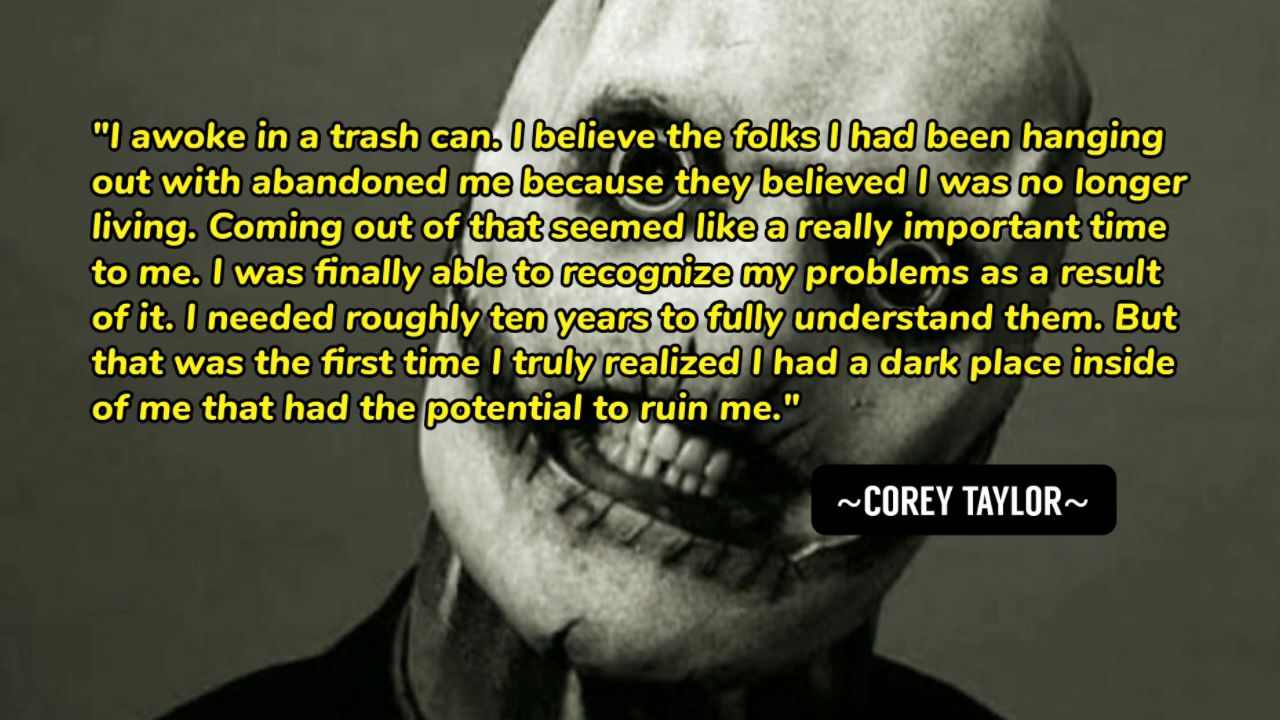 "I awoke in a trash can. I believe the folks I had been hanging
out with abandoned me because they believed I was no longer
living. Coming out of that seemed like a really important time
to me. I was finally able to recognize my problems as a result
of it. I needed roughly ten years to fully understand them. But
that was the first time I truly realized I had a dark place inside
of me that had the potential to ruin me."
~COREY TAYLOR~